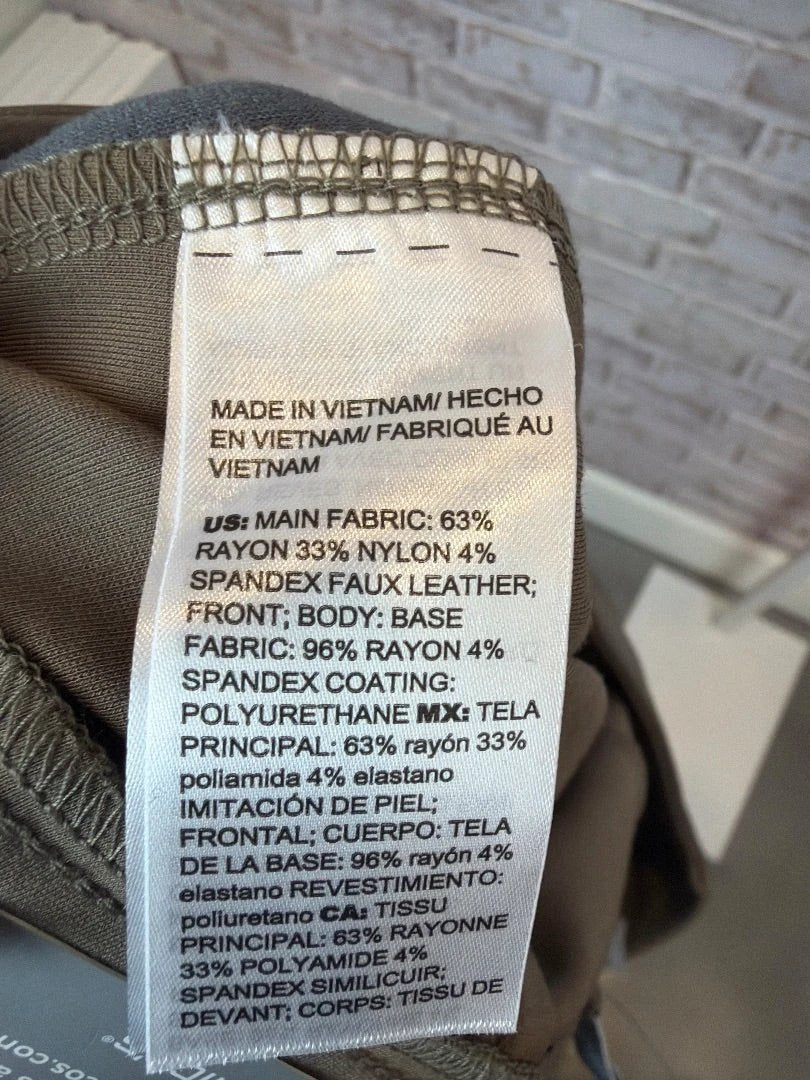 MADE IN VIETNAM/ HECHO
EN VIETNAM/ FABRIQUÉ AU
VIETNAM
US: MAIN FABRIC: 63%
RAYON 33% NYLON 4%
SPANDEX FAUX LEATHER;
FRONT; BODY: BASE
FABRIC: 96% RAYON 4%
SPANDEX COATING:
POLYURETHANE MX: TELA
PRINCIPAL: 63% rayón 33%
poliamida 4% elastano
IMITACIÓN DE PIEL;
FRONTAL; CUERPO: TELA
DE LA BASE: 96% rayón 4%
elastano REVESTIMIENTO:
poliuretano CA: TISSU
PRINCIPAL: 63% RAYONNE
33% POLYAMIDE 4%
SPANDEX SIMILICUIR;
DEVANT; CORPS: TISSU DE